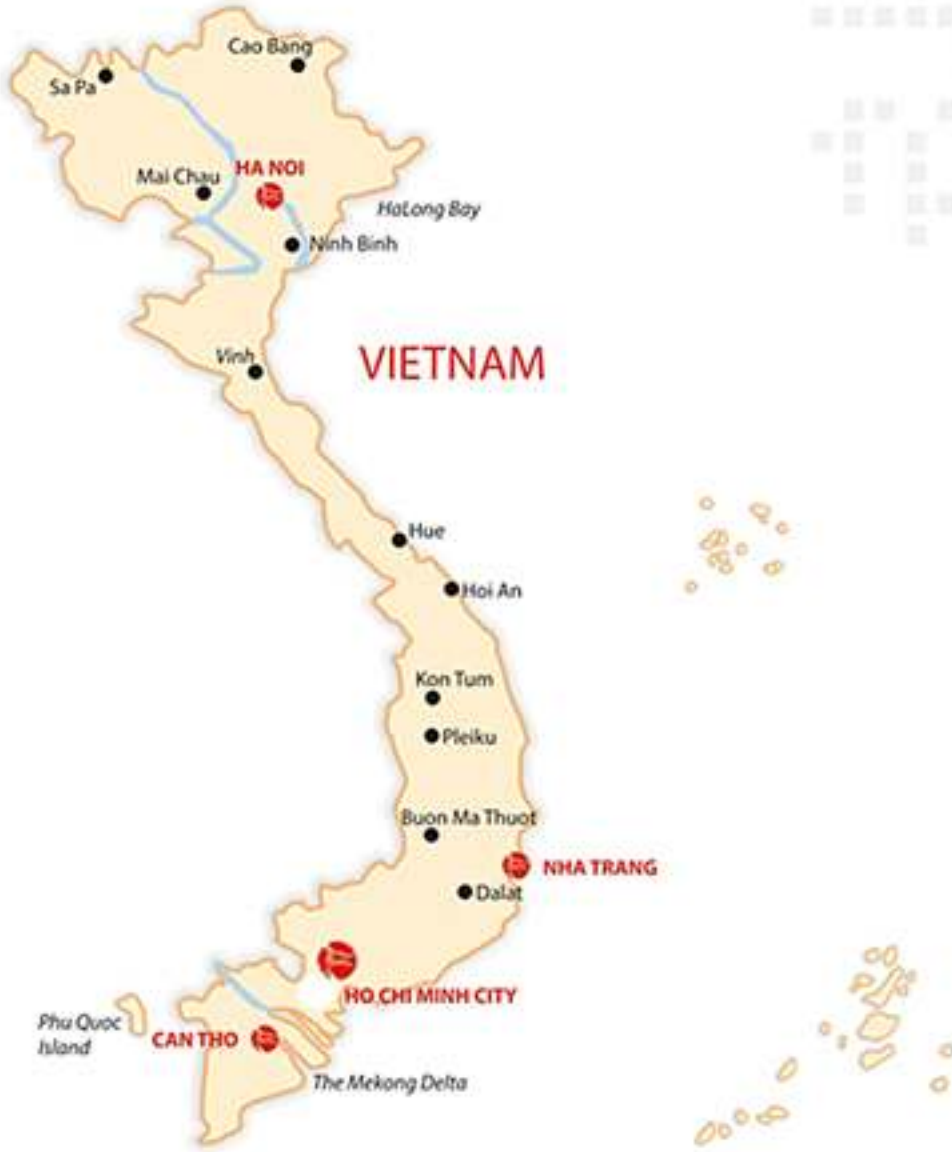 Cao Bang
Sa Pa
HA NOI
Mai Chau
HaLong Bay
Ninh Binh
Vinh
VIETNAM
Hue
Hoi An
Kon Tum
Pleiku
Buon Ma Thuot
NHA TRANG
Dalat
HO CHI MINH CITY
Phu Quoc
Island
CAN THO
The Mekong Delta